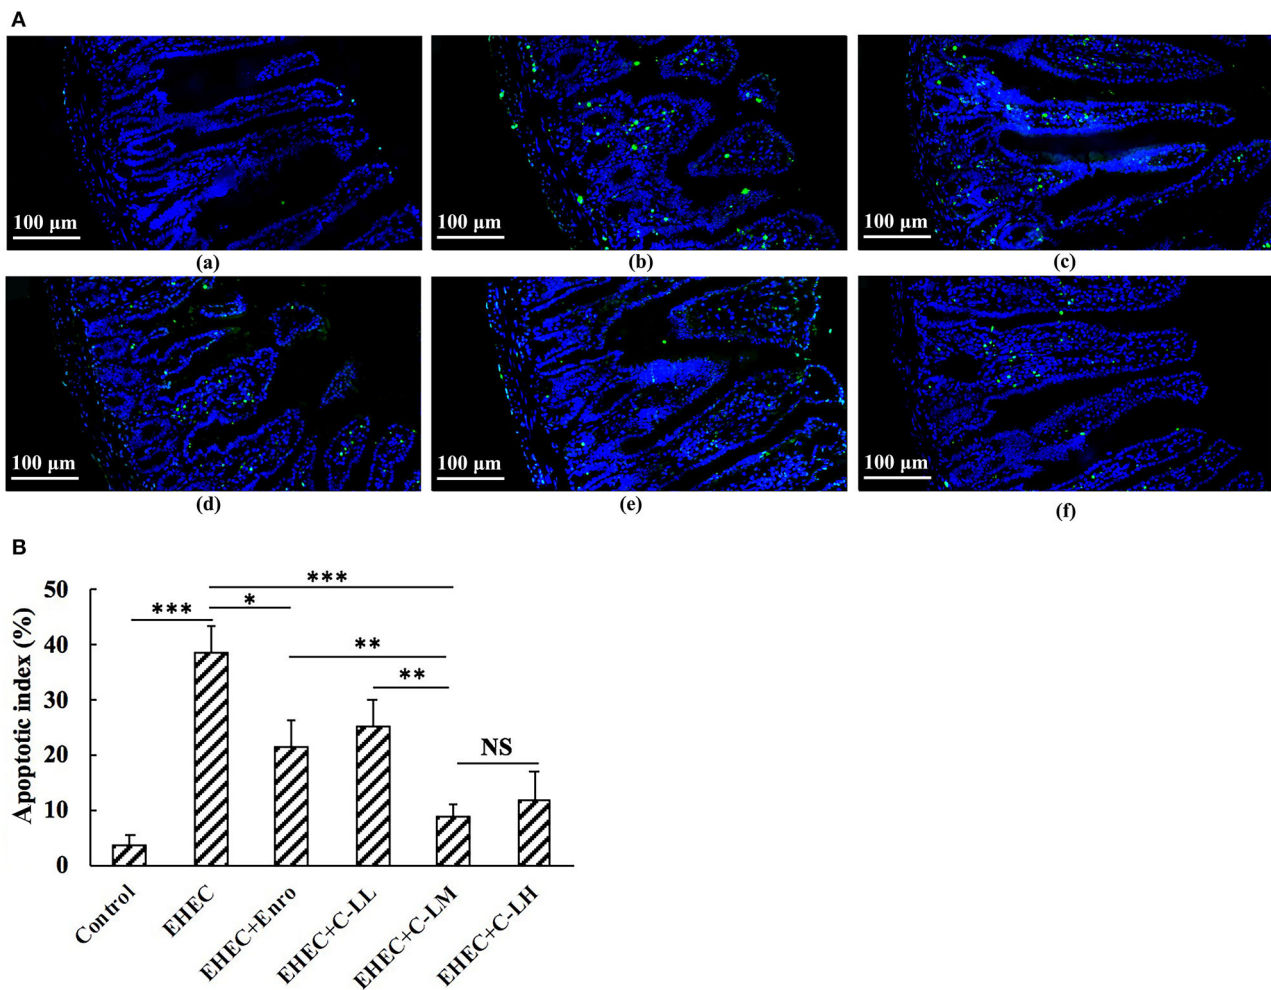 A
100 μm
100 μm
100 μm
(a)
(b)
(c)
100 μm
100 μm
100 μm
(d)
(e)
(f)
B
Apoptotic index (%)
50
40
30
20
10
0
***
***
*
**
**
NS
Control
EHEC
EHEC+Enro
EHEC+C-LL
EHEC+C-LM
EHEC+C-LH